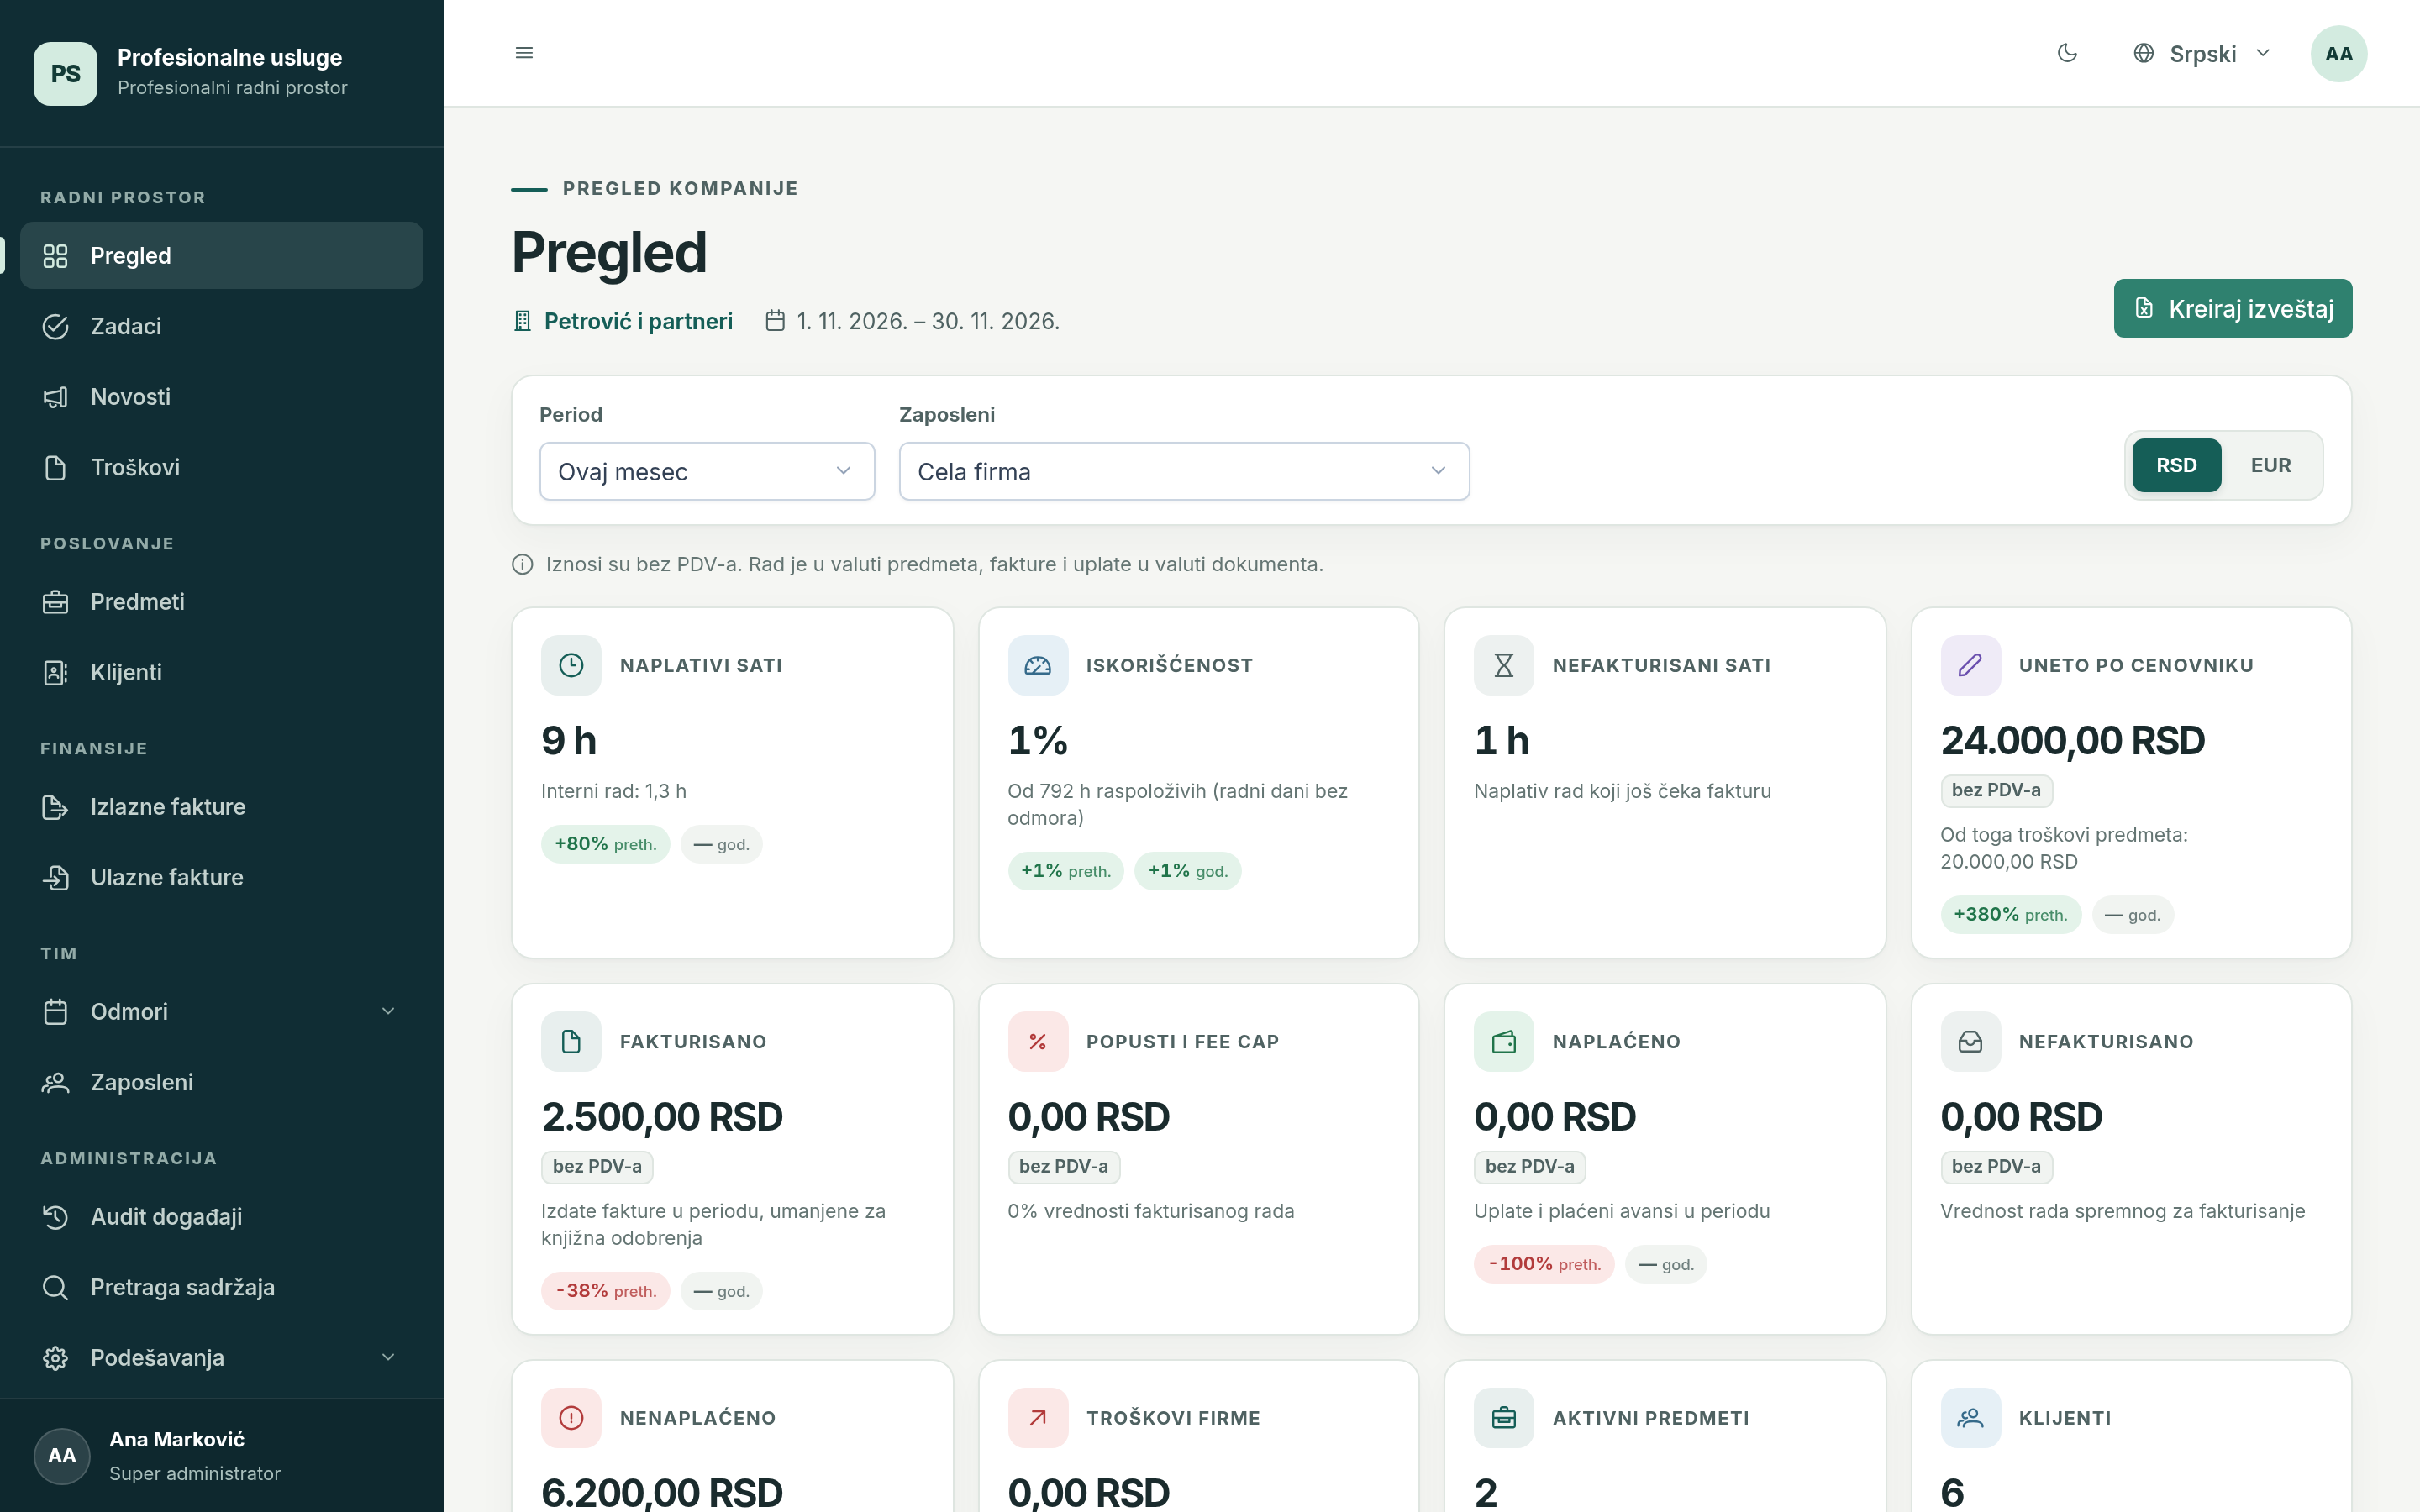 PS
Profesionalne usluge
Profesionalni radni prostor
RADNI PROSTOR
Pregled
Zadaci
Novosti
Troškovi
POSLOVANJE
Predmeti
Klijenti
FINANSIJE
Izlazne fakture
Ulazne fakture
TIM
Odmori
Zaposleni
ADMINISTRACIJA
Audit događaji
Pretraga sadržaja
Podešavanja
AA
Ana Marković
Super administrator
Srpski
AA
PREGLED KOMPANIJE
Pregled
Petrović i partneri
1. 11. 2026. – 30. 11. 2026.
Kreiraj izveštaj
Period
Zaposleni
Ovaj mesec
Cela firma
RSD
EUR
Iznosi su bez PDV-a. Rad je u valuti predmeta, fakture i uplate u valuti dokumenta.
NAPLATIVI SATI
9 h
Interni rad: 1,3 h
+80% preth.
— god.
ISKORIŠĆENOST
1%
Od 792 h raspoloživih (radni dani bez
odmora)
+1% preth.
+1% god.
NEFAKTURISANI SATI
1 h
Naplativ rad koji još čeka fakturu
UNETO PO CENOVNIKU
24.000,00 RSD
bez PDV-a
Od toga troškovi predmeta:
20.000,00 RSD
+380% preth.
— god.
FAKTURISANO
2.500,00 RSD
bez PDV-a
Izdate fakture u periodu, umanjene za
knjižna odobrenja
-38% preth.
— god.
POPUSTI I FEE CAP
0,00 RSD
bez PDV-a
0% vrednosti fakturisanog rada
NAPLAĆENO
0,00 RSD
bez PDV-a
Uplate i plaćeni avansi u periodu
-100% preth.
— god.
NEFAKTURISANO
0,00 RSD
bez PDV-a
Vrednost rada spremnog za fakturisanje
NENAPLAĆENO
6.200,00 RSD
TROŠKOVI FIRME
0,00 RSD
AKTIVNI PREDMETI
2
KLIJENTI
6